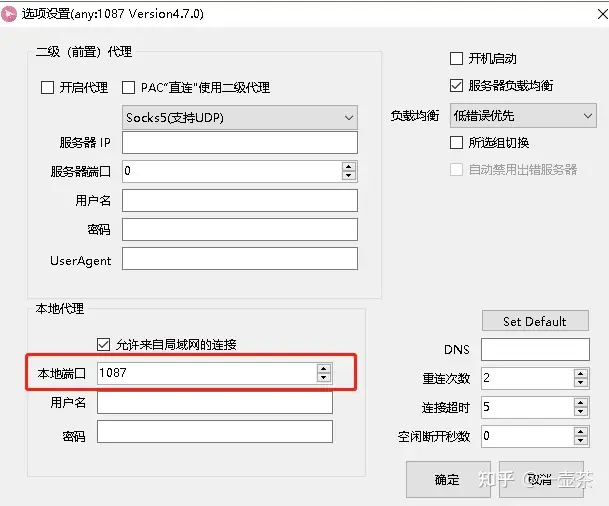 选项设置(any:1087 Version4.7.0)
二级（前置）代理
开启代理 PAC"直连"使用二级代理
Socks5(支持UDP)
服务器 IP
服务器端口 0
用户名
密码
UserAgent
开机启动
服务器负载均衡
负载均衡 低错误优先
所选组切换
自动禁用出错服务器
本地代理
允许来自局域网的连接
本地端口 1087
用户名
密码
Set Default
DNS
重连次数 2
连接超时 5
空闲断开秒数 0
确定 取消
知乎 @一壶茶